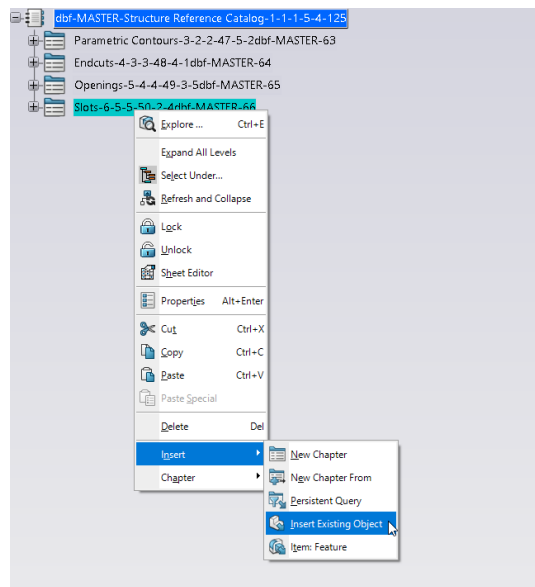 dbf-MASTER-Structure Reference Catalog-1-1-1-5-4-125
Parametric Contours-3-2-2-47-5-2dbf-MASTER-63
Endcuts-4-3-3-48-4-1dbf-MASTER-64
Openings-5-4-4-49-3-5dbf-MASTER-65
Slots-6-5-5-50-2-4dbf-MASTER-66
Explore ... Ctrl+E
Expand All Levels
Select Under...
Refresh and Collapse
Lock
Unlock
Sheet Editor
Properties Alt+Enter
Cut Ctrl+X
Copy Ctrl+C
Paste Ctrl+V
Paste Special
Delete Del
Insert
Chapter
New Chapter
New Chapter From
Persistent Query
Insert Existing Object
Item: Feature